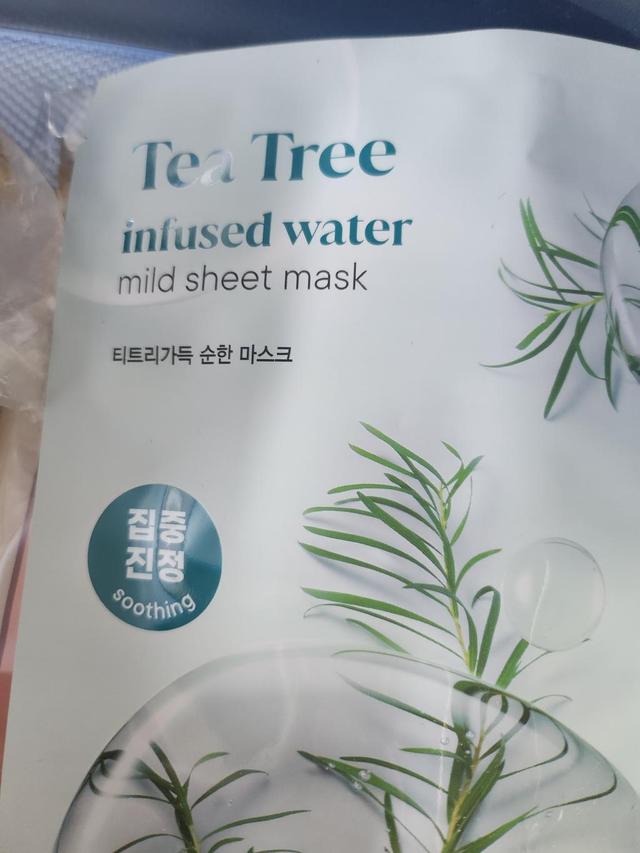 Tea Tree
infused water
mild sheet mask
티트리가득 순한 마스크
집중
진정
soothing